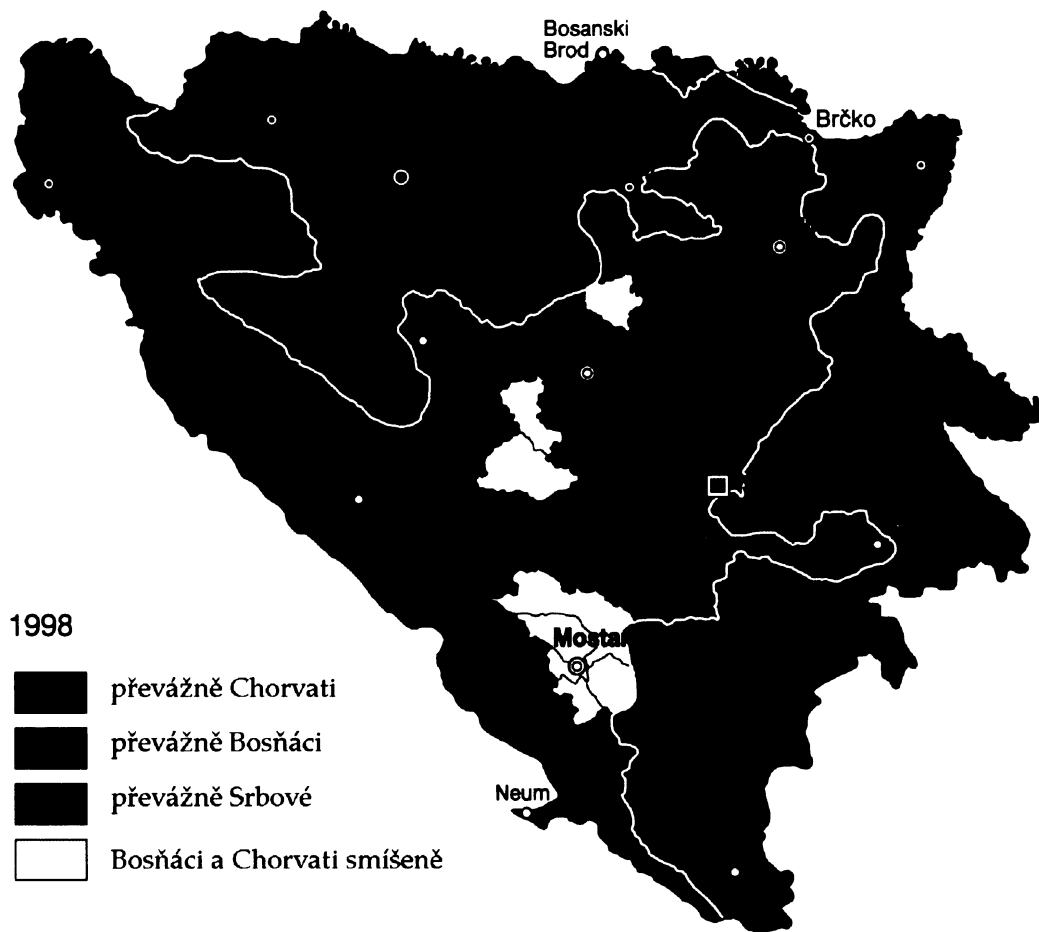 Bosanski
Brod
Brčko
1998
Mostar
převážně Chorvati
převážně Bosňáci
převážně Srbové
Neum
Bosňáci a Chorvati smíšeně